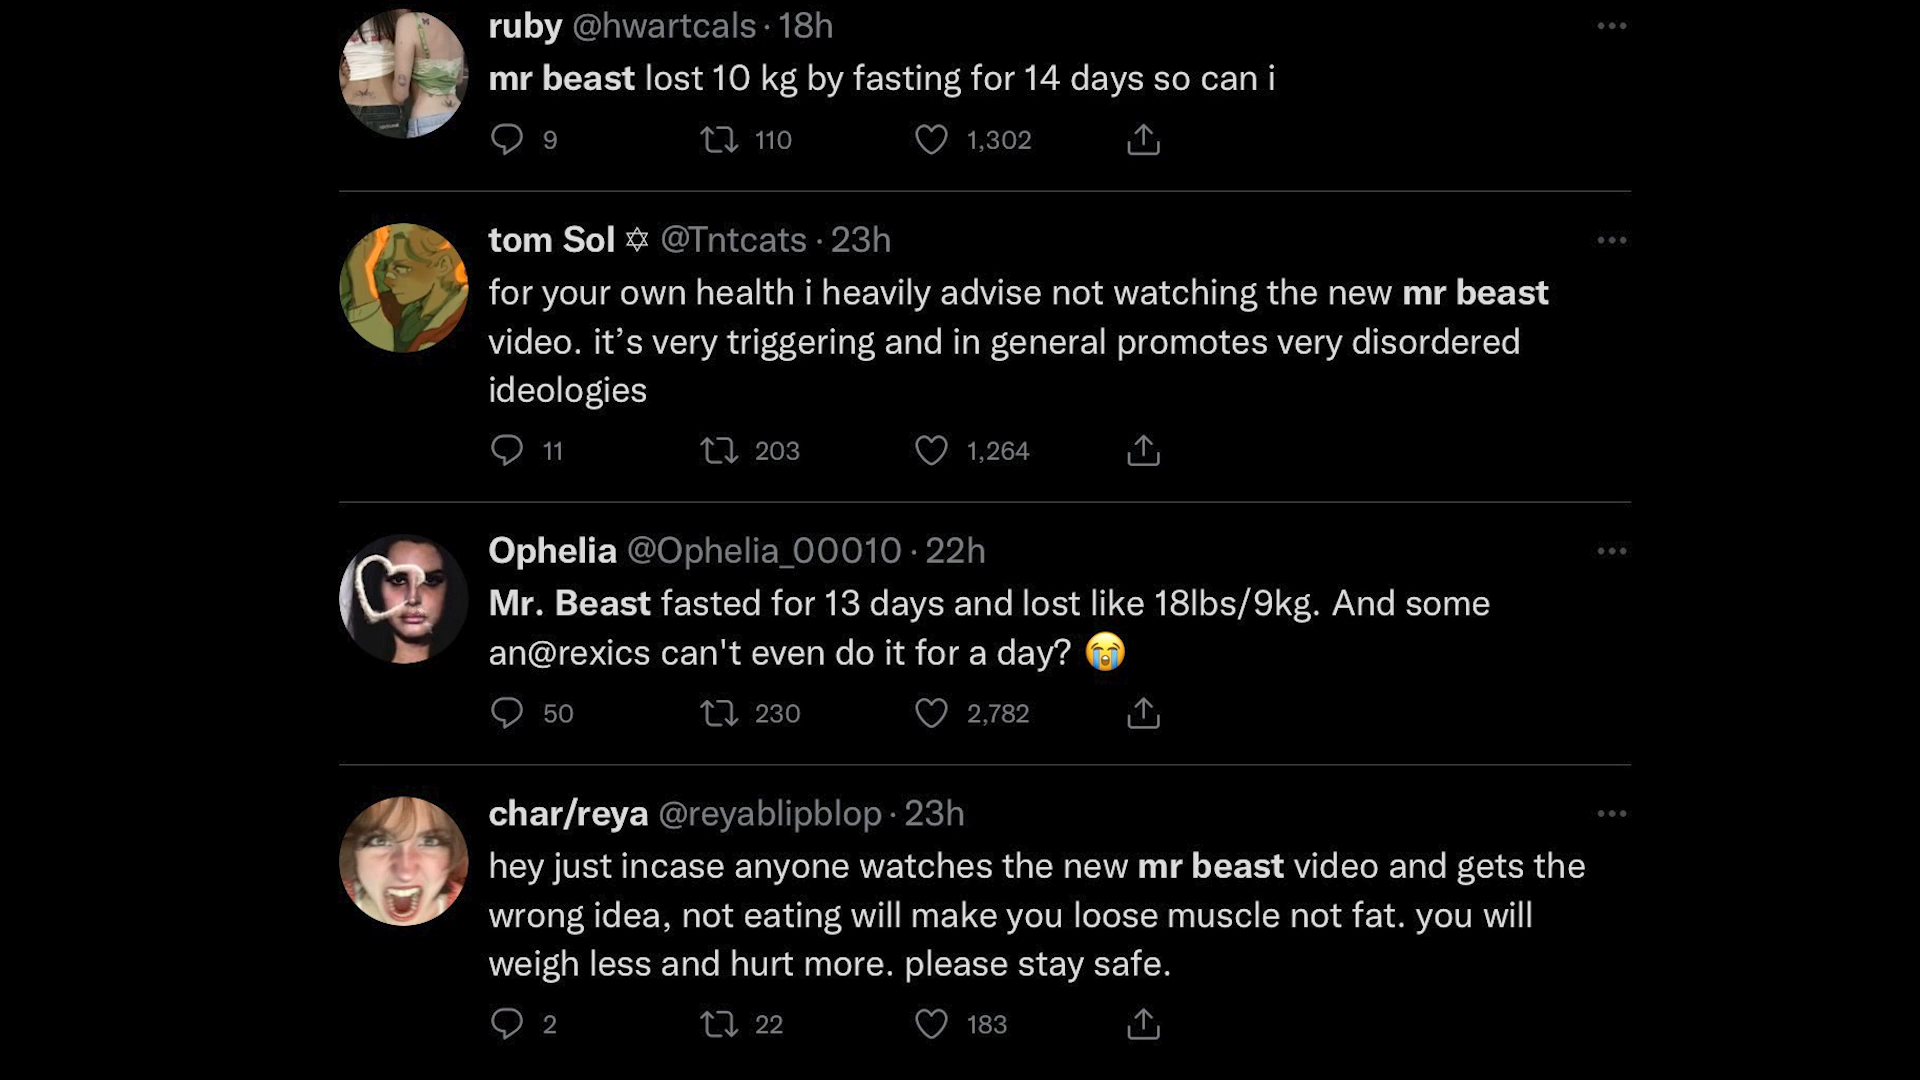 ruby @hwartcals · 18h
mr beast lost 10 kg by fasting for 14 days so can i
9 110 1,302
tom Sol ✡ @Tntcats · 23h
for your own health i heavily advise not watching the new mr beast
video. it’s very triggering and in general promotes very disordered
ideologies
11 203 1,264
Ophelia @Ophelia_00010 · 22h
Mr. Beast fasted for 13 days and lost like 18lbs/9kg. And some
an@rexics can't even do it for a day? 😭
50 230 2,782
char/reya @reyablipblop · 23h
hey just incase anyone watches the new mr beast video and gets the
wrong idea, not eating will make you loose muscle not fat. you will
weigh less and hurt more. please stay safe.
2 22 183